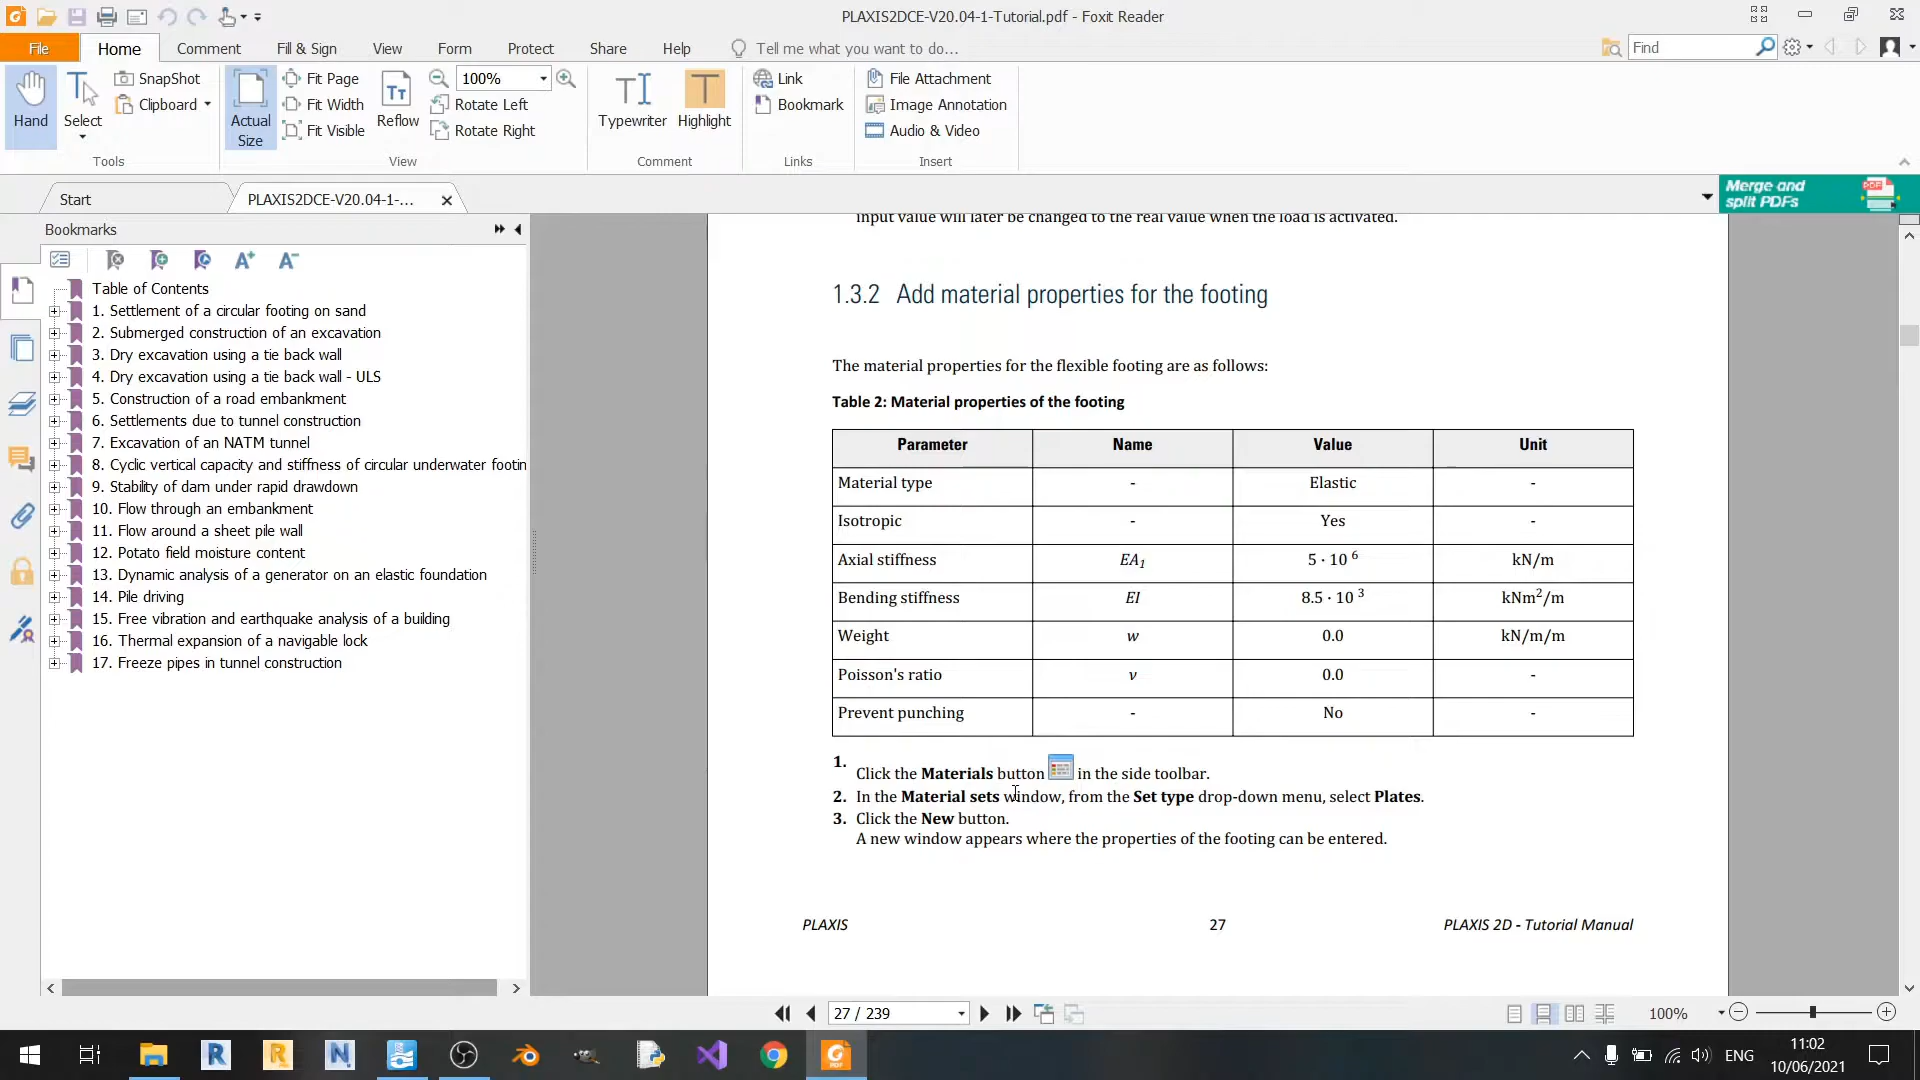 PLAXIS2DCE-V20.04-1-Tutorial.pdf - Foxit Reader
File
Home
Comment
Fill & Sign
View
Form
Protect
Share
Help
Tell me what you want to do...
Find
Hand
Select
SnapShot
Clipboard
Tools
Actual
Size
Fit Page
Fit Width
Fit Visible
Reflow
100%
Rotate Left
Rotate Right
View
Typewriter
Highlight
Comment
Link
Bookmark
Links
File Attachment
Image Annotation
Audio & Video
Insert
Start
PLAXIS2DCE-V20.04-1-...
Merge and
split PDFs
Bookmarks
Table of Contents
1. Settlement of a circular footing on sand
2. Submerged construction of an excavation
3. Dry excavation using a tie back wall
4. Dry excavation using a tie back wall - ULS
5. Construction of a road embankment
6. Settlements due to tunnel construction
7. Excavation of an NATM tunnel
8. Cyclic vertical capacity and stiffness of circular underwater footin
9. Stability of dam under rapid drawdown
10. Flow through an embankment
11. Flow around a sheet pile wall
12. Potato field moisture content
13. Dynamic analysis of a generator on an elastic foundation
14. Pile driving
15. Free vibration and earthquake analysis of a building
16. Thermal expansion of a navigable lock
17. Freeze pipes in tunnel construction
input value will later be changed to the real value when the load is activated.
1.3.2 Add material properties for the footing
The material properties for the flexible footing are as follows:
Table 2: Material properties of the footing
Parameter Name Value Unit
Material type - Elastic -
Isotropic - Yes -
Axial stiffness EA₁ 5 · 10 ⁶ kN/m
Bending stiffness EI 8.5 · 10 ³ kNm²/m
Weight w 0.0 kN/m/m
Poisson's ratio ν 0.0 -
Prevent punching - No -
1. Click the Materials button in the side toolbar.
2. In the Material sets window, from the Set type drop-down menu, select Plates.
3. Click the New button.
A new window appears where the properties of the footing can be entered.
PLAXIS 27 PLAXIS 2D - Tutorial Manual
27 / 239
100%
ENG
11:02
10/06/2021